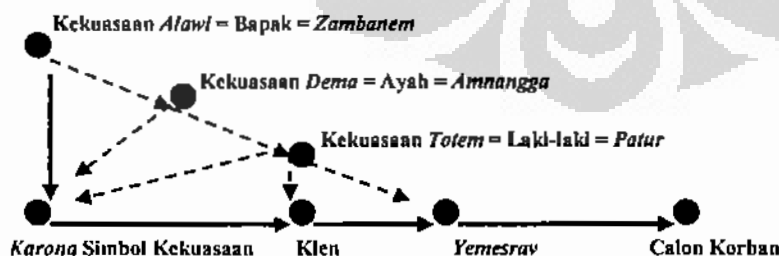 Kekuasaan Alawi = Bapak = Zambanem
Kekuasaan Dema = Ayah = Amnangga
Kekuasaan Totem = Laki-laki = Patur
Karona Simbol Kekuasaan Klen Yemesrav Calon Korban